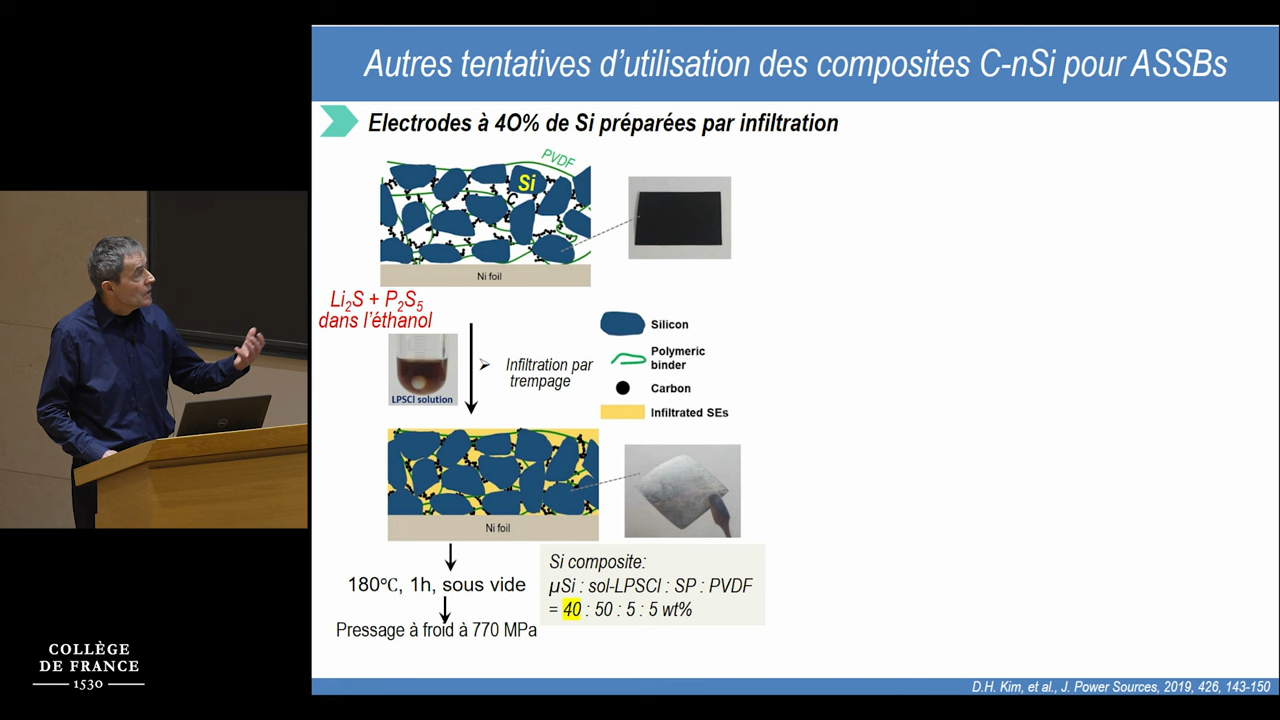 Autres tentatives d'utilisation des composites C-nSi pour ASSBs
Electrodes à 4O% de Si préparées par infiltration
PVDF
Si
C
Ni foil
Li₂S + P₂S₅
dans l'éthanol
LPSCl solution
➢ Infiltration par
trempage
Silicon
Polymeric
binder
Carbon
Infiltrated SEs
Ni foil
180℃, 1h, sous vide
Pressage à froid à 770 MPa
Si composite:
µSi : sol-LPSCl : SP : PVDF
= 40 : 50 : 5 : 5 wt%
COLLÈGE
DE FRANCE
1530
D.H. Kim, et al., J. Power Sources, 2019, 426, 143-150